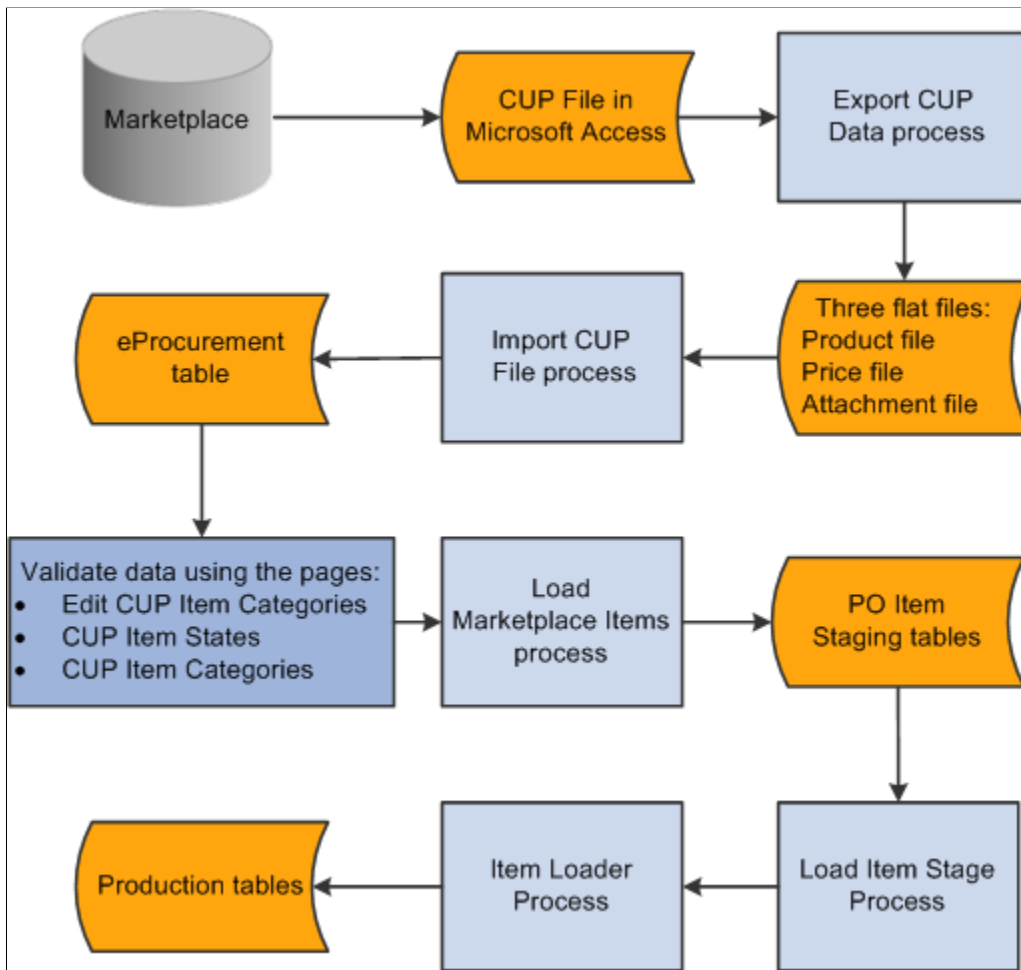 Marketplace
CUP File in
Microsoft Access
Export CUP
Data process
eProcurement
table
Import CUP
File process
Three flat files:
Product file
Price file
Attachment file
Validate data using the pages:
• Edit CUP Item Categories
• CUP Item States
• CUP Item Categories
Load
Marketplace Items
process
PO Item
Staging tables
Production tables
Item Loader
Process
Load Item Stage
Process